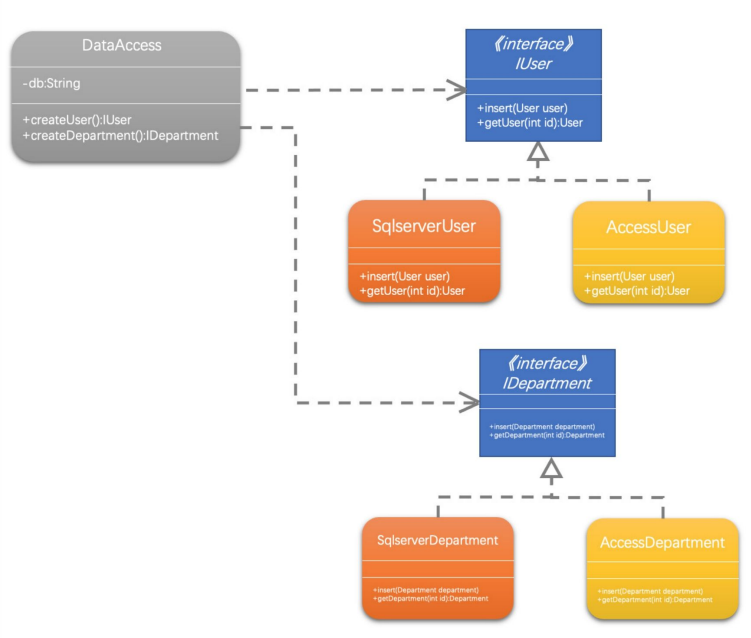 DataAccess
-db:String
+createUser():IUser
+createDepartment():IDepartment
《interface》
IUser
+insert(User user)
+getUser(int id):User
SqlserverUser
+insert(User user)
+getUser(int id):User
AccessUser
+insert(User user)
+getUser(int id):User
《interface》
IDepartment
+insert(Department department)
+getDepartment(int id):Department
SqlserverDepartment
+insert(Department department)
+getDepartment(int id):Department
AccessDepartment
+insert(Department department)
+getDepartment(int id):Department